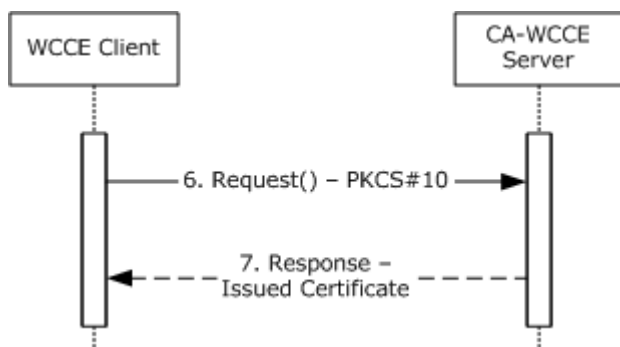 WCCE Client
CA-WCCE
Server
6. Request() – PKCS#10
7. Response –
Issued Certificate